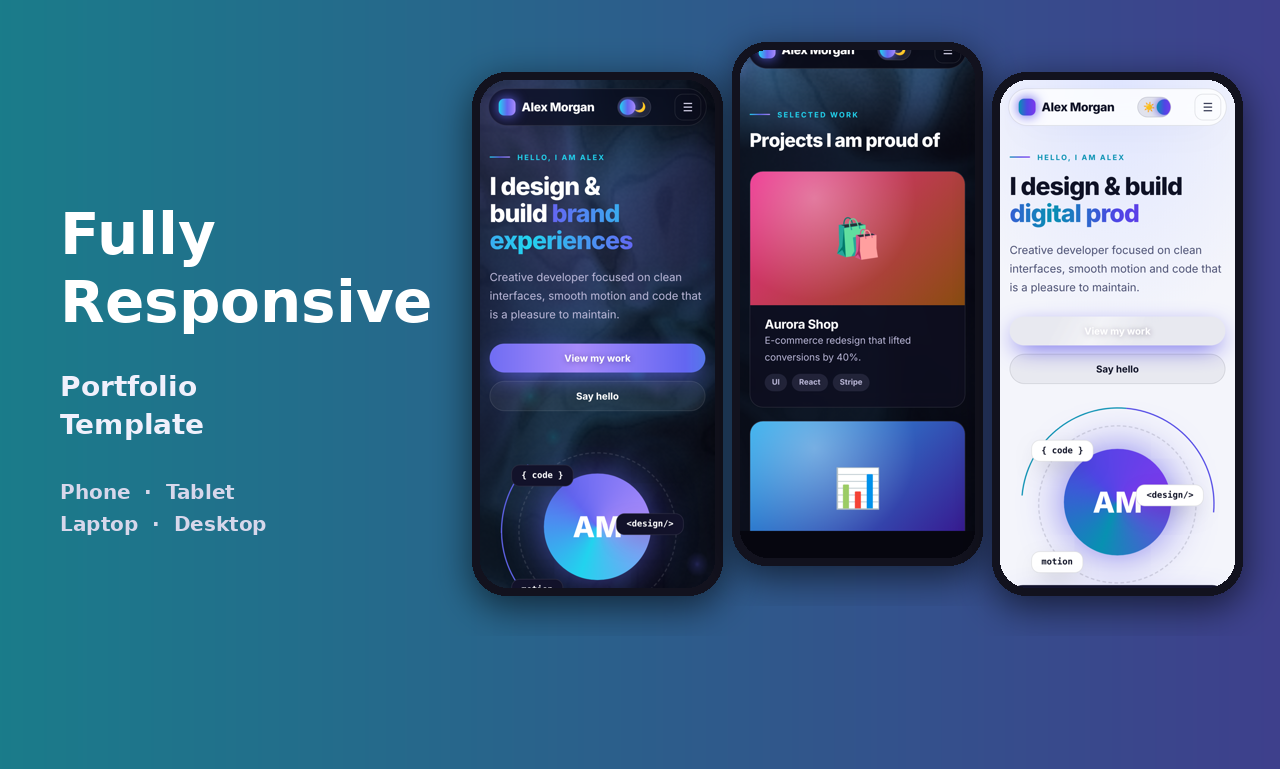 Fully
Responsive
Portfolio
Template
Phone · Tablet
Laptop · Desktop
Alex Morgan
HELLO, I AM ALEX
I design &
build brand
experiences
Creative developer focused on clean
interfaces, smooth motion and code that
is a pleasure to maintain.
View my work
Say hello
{ code }
AM
<design/>
motion
Alex Morgan
SELECTED WORK
Projects I am proud of
Aurora Shop
E-commerce redesign that lifted
conversions by 40%.
UI React Stripe
Alex Morgan
HELLO, I AM ALEX
I design & build
digital prod
Creative developer focused on clean
interfaces, smooth motion and code that
is a pleasure to maintain.
View my work
Say hello
{ code }
AM
<design/>
motion